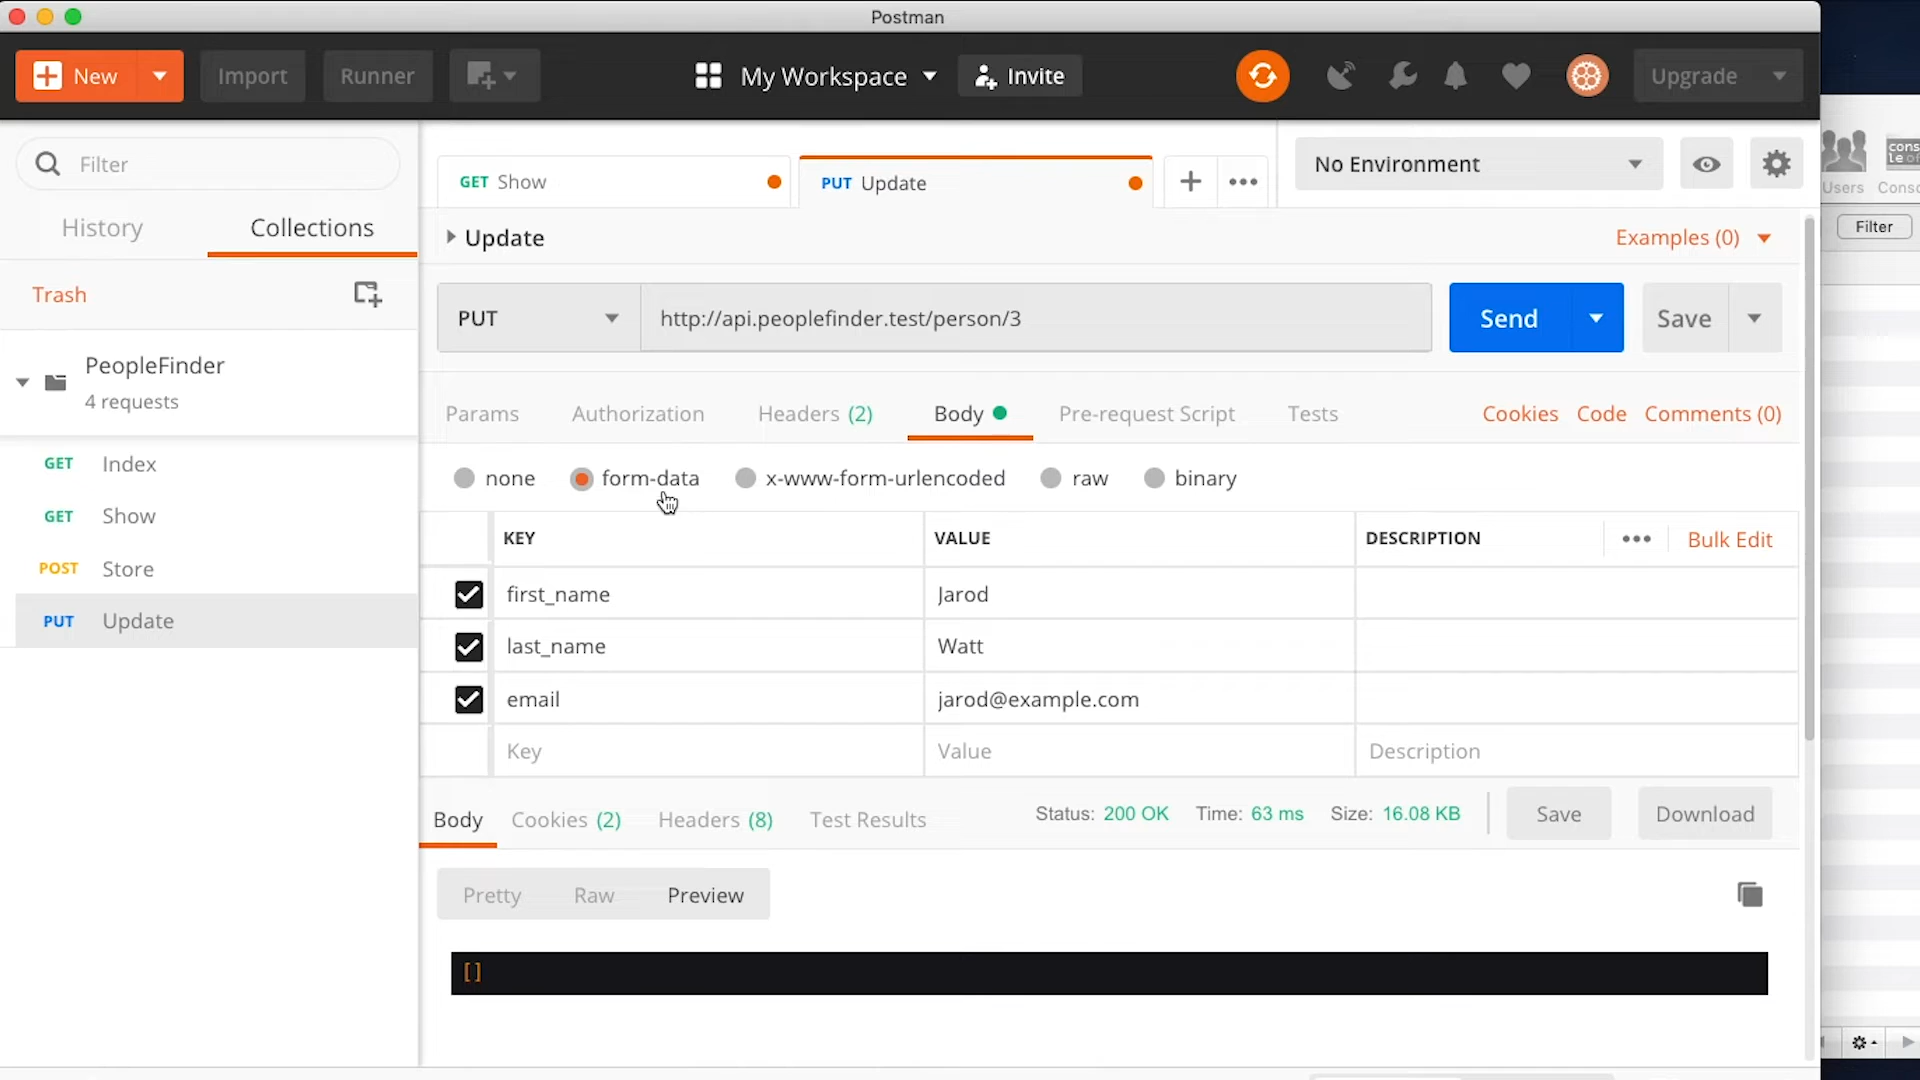 Postman
New
Import
Runner
My Workspace
Invite
Upgrade
Filter
History
Collections
Trash
PeopleFinder
4 requests
GET Index
GET Show
POST Store
PUT Update
GET Show
PUT Update
No Environment
Update
Examples (0)
PUT
http://api.peoplefinder.test/person/3
Send
Save
Params
Authorization
Headers (2)
Body
Pre-request Script
Tests
Cookies
Code
Comments (0)
none
form-data
x-www-form-urlencoded
raw
binary
KEY
VALUE
DESCRIPTION
Bulk Edit
first_name
Jarod
last_name
Watt
email
jarod@example.com
Key
Value
Description
Body
Cookies (2)
Headers (8)
Test Results
Status: 200 OK
Time: 63 ms
Size: 16.08 KB
Save
Download
Pretty
Raw
Preview
[]
cons
le of
Users
Conso
Filter